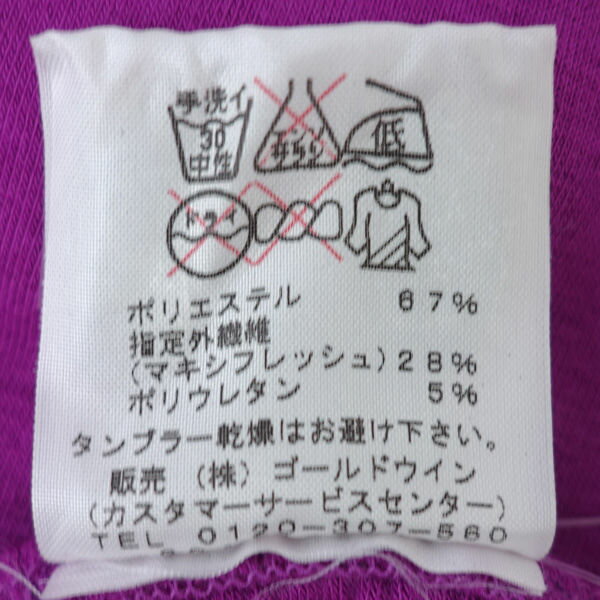 手洗イ
30
中性
エンソ
サラシ
低
ドライ
ポリエステル 67%
指定外繊維
(マキシフレッシュ)28%
ポリウレタン 5%
タンブラー乾燥はお避け下さい。
販売 (株) ゴールドウイン
(カスタマーサービスセンター)
TEL 0120-307-560